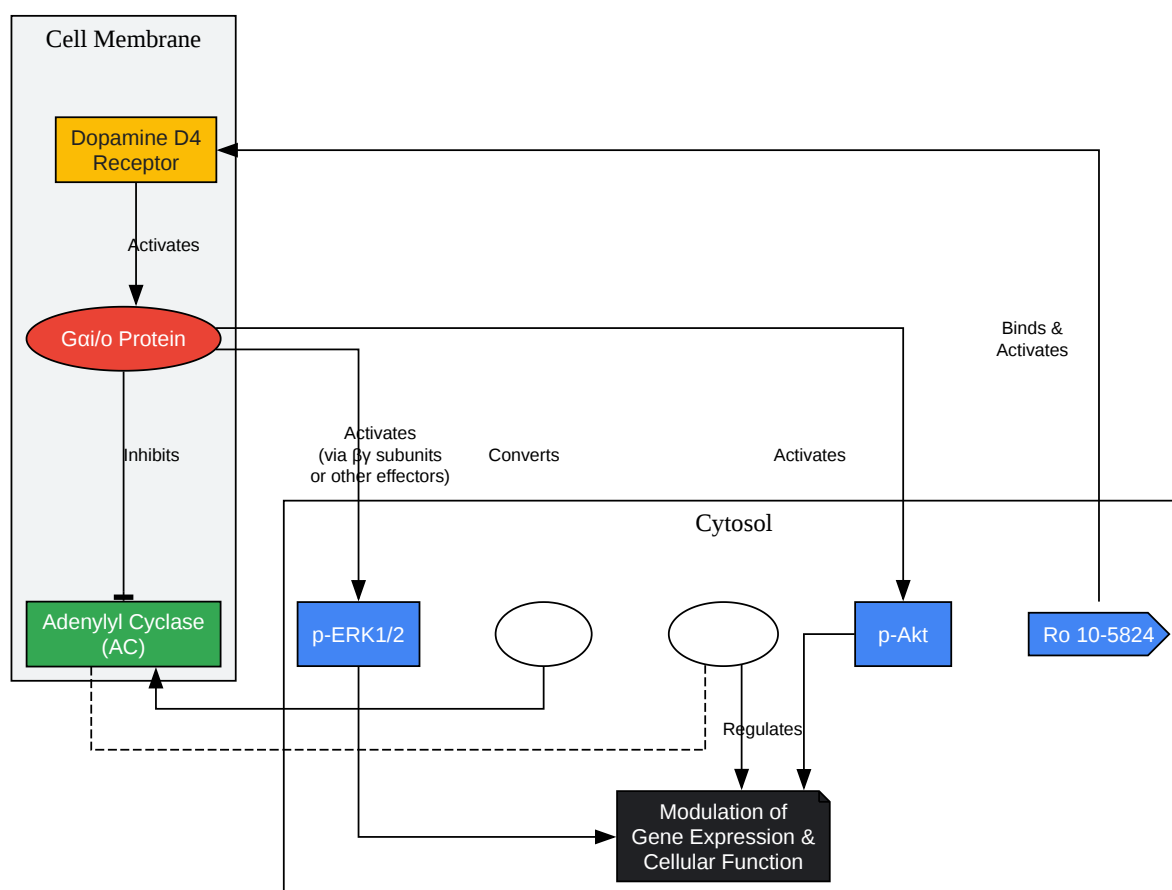 Cell Membrane
Dopamine D4
Receptor
Activates
Gαi/o Protein
Binds &
Activates
Inhibits
Activates
(via βγ subunits
or other effectors)
Converts
Activates
Cytosol
Adenylyl Cyclase
(AC)
p-ERK1/2
p-Akt
Ro 10-5824
Regulates
Modulation of
Gene Expression &
Cellular Function